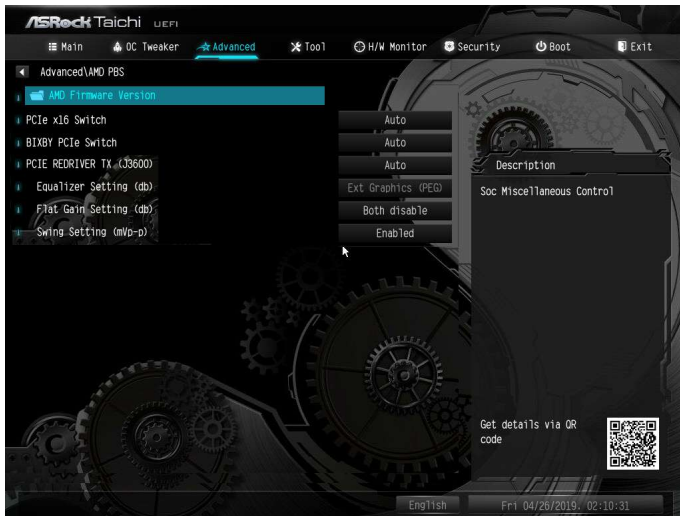 ASRock Taichi UEFI
Main OC Tweaker Advanced Tool H/W Monitor Security Boot Exit
Advanced\AMD PBS
AMD Firmware Version
PCIe x16 Switch Auto
BIXBY PCIe Switch Auto
PCIE REDRIVER TX (J3600) Auto
Equalizer Setting (db) Ext Graphics (PEG)
Flat Gain Setting (db) Both disable
Swing Setting (mVp-p) Enabled
Description
Soc Miscellaneous Control
Get details via QR
code
English Fri 04/26/2019. 02:10:31